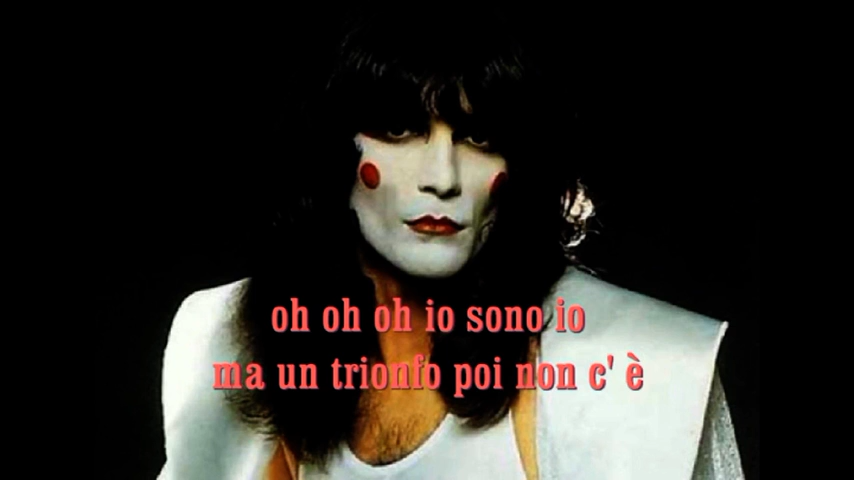 oh oh oh io sono io
ma un trionfo poi non c' è